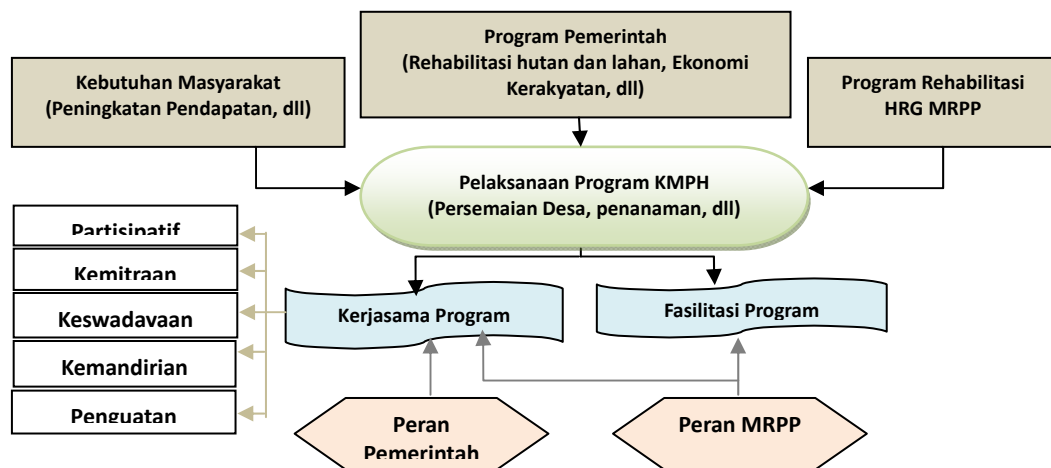 Program Pemerintah
(Rehabilitasi hutan dan lahan, Ekonomi
Kerakyatan, dll)
Kebutuhan Masyarakat
(Peningkatan Pendapatan, dll)
Program Rehabilitasi
HRG MRPP
Pelaksanaan Program KMPH
(Persemaian Desa, penanaman, dll)
Partisipatif
Kemitraan
Keswadayaan
Kemandirian
Penguatan
Kerjasama Program
Fasilitasi Program
Peran
Pemerintah
Peran MRPP